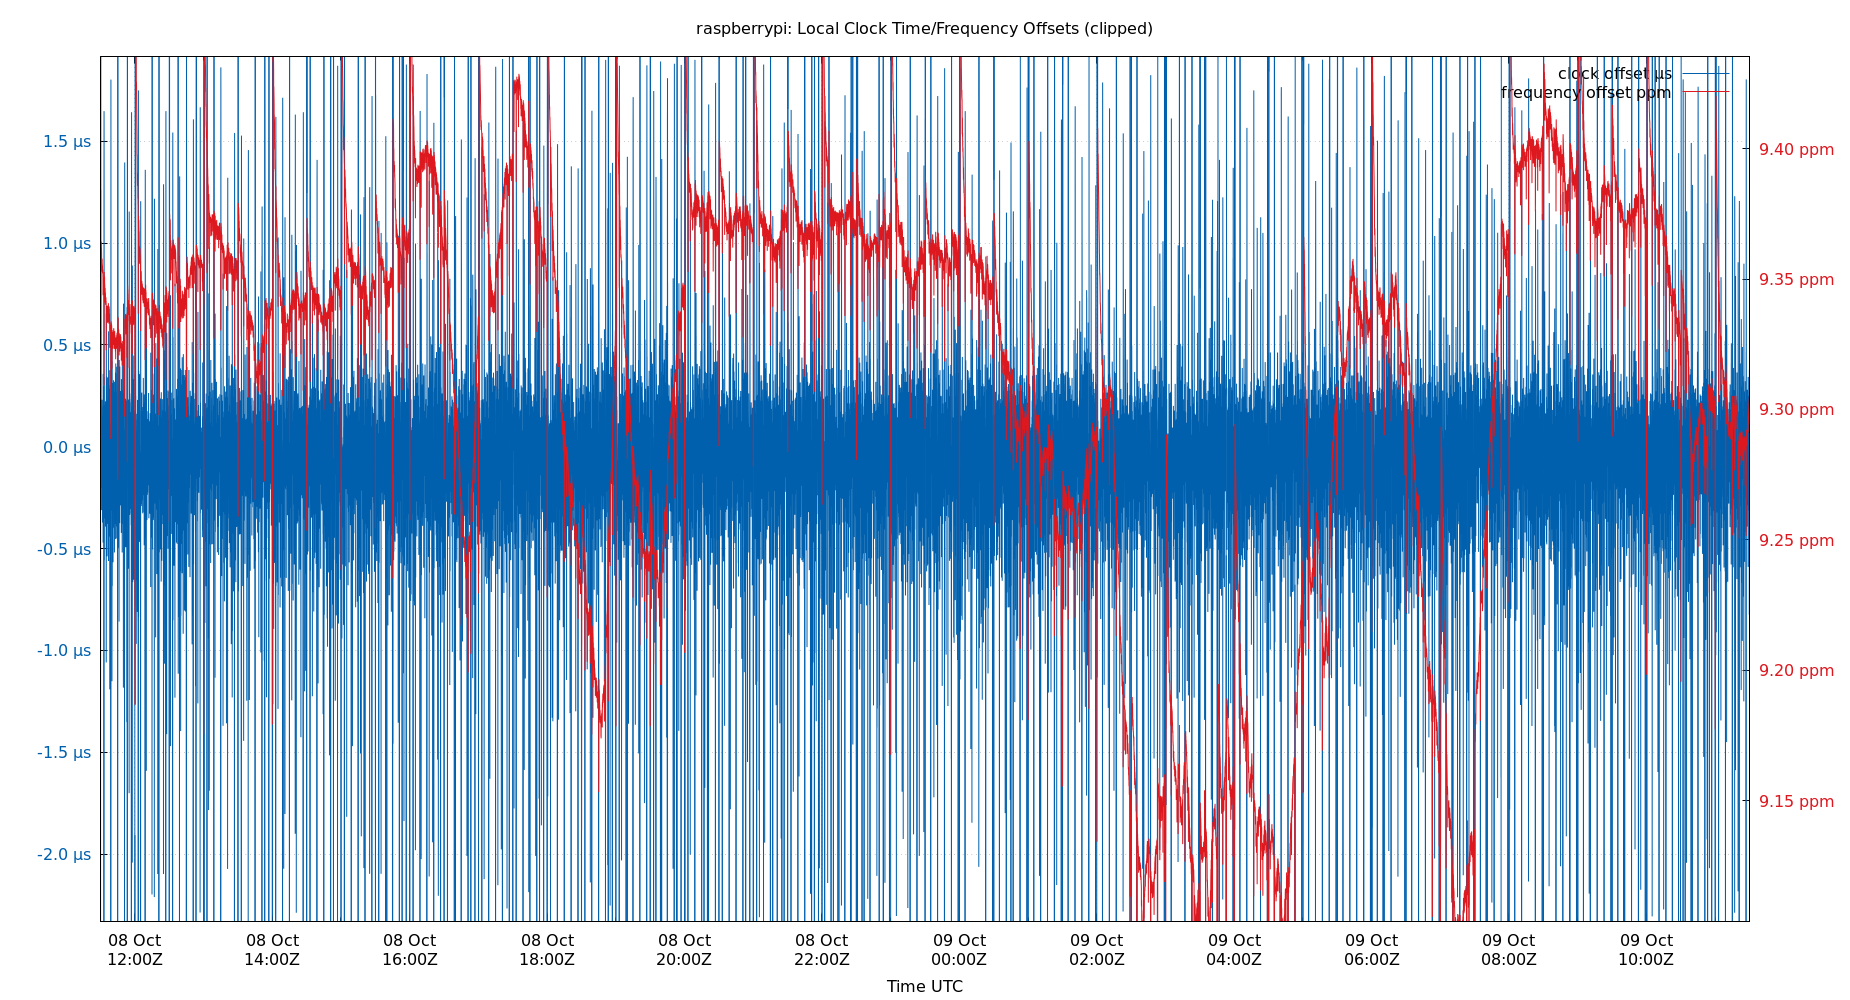 raspberrypi: Local Clock Time/Frequency Offsets (clipped)
clock offset µs
frequency offset ppm
1.5 µs
1.0 µs
0.5 µs
0.0 µs
-0.5 µs
-1.0 µs
-1.5 µs
-2.0 µs
9.40 ppm
9.35 ppm
9.30 ppm
9.25 ppm
9.20 ppm
9.15 ppm
08 Oct 08 Oct 08 Oct 08 Oct 08 Oct 08 Oct 09 Oct 09 Oct 09 Oct 09 Oct 09 Oct 09 Oct
12:00Z 14:00Z 16:00Z 18:00Z 20:00Z 22:00Z 00:00Z 02:00Z 04:00Z 06:00Z 08:00Z 10:00Z
Time UTC